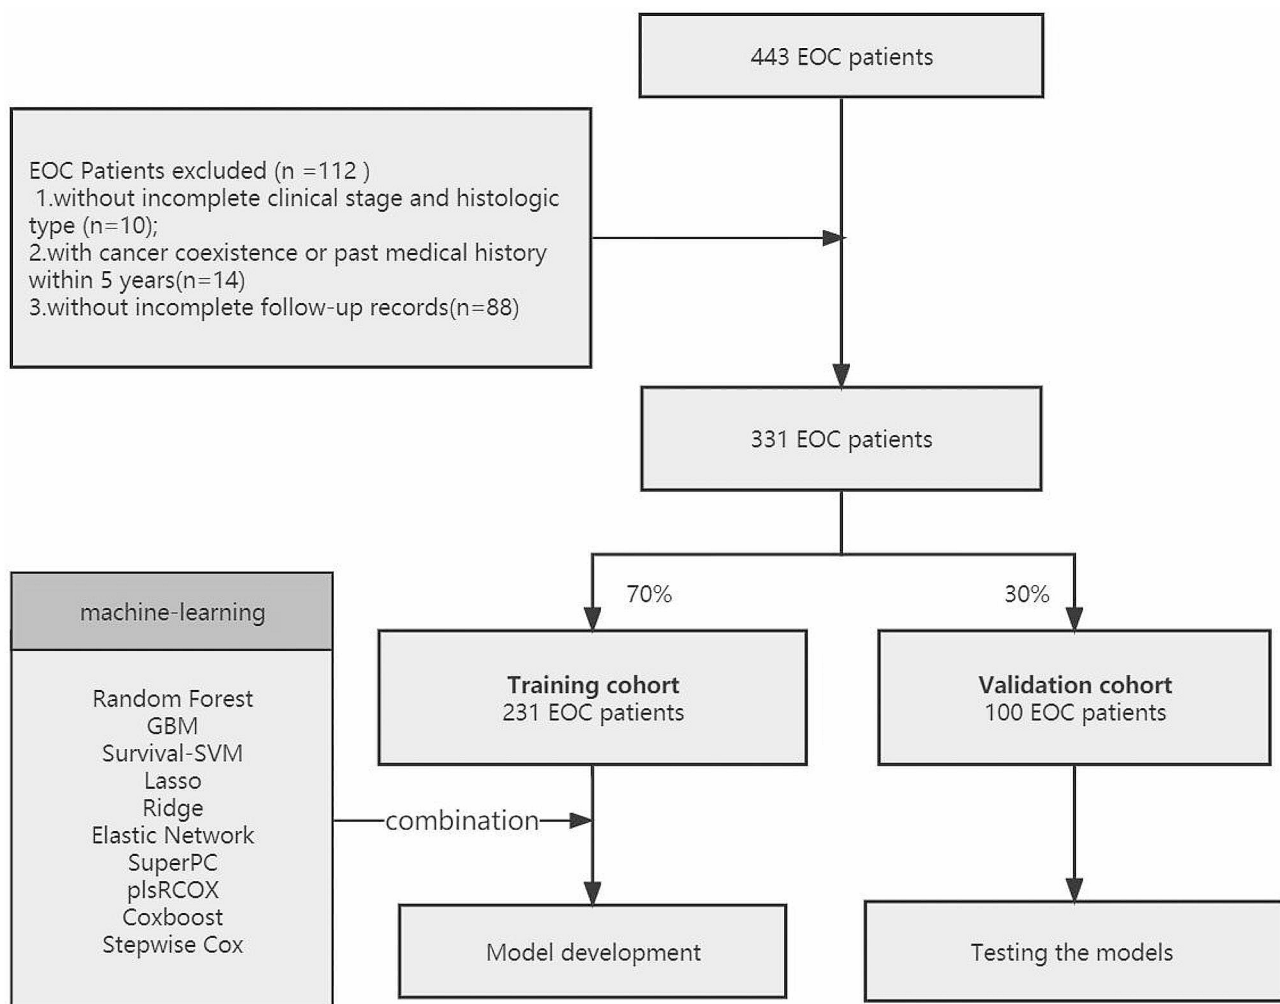 443 EOC patients
EOC Patients excluded (n =112 )
1.without incomplete clinical stage and histologic
type (n=10);
2.with cancer coexistence or past medical history
within 5 years(n=14)
3.without incomplete follow-up records(n=88)
331 EOC patients
70%
30%
machine-learning
Random Forest
GBM
Survival-SVM
Lasso
Ridge
Elastic Network
SuperPC
plsRCOX
Coxboost
Stepwise Cox
combination
Training cohort
231 EOC patients
Validation cohort
100 EOC patients
Model development
Testing the models